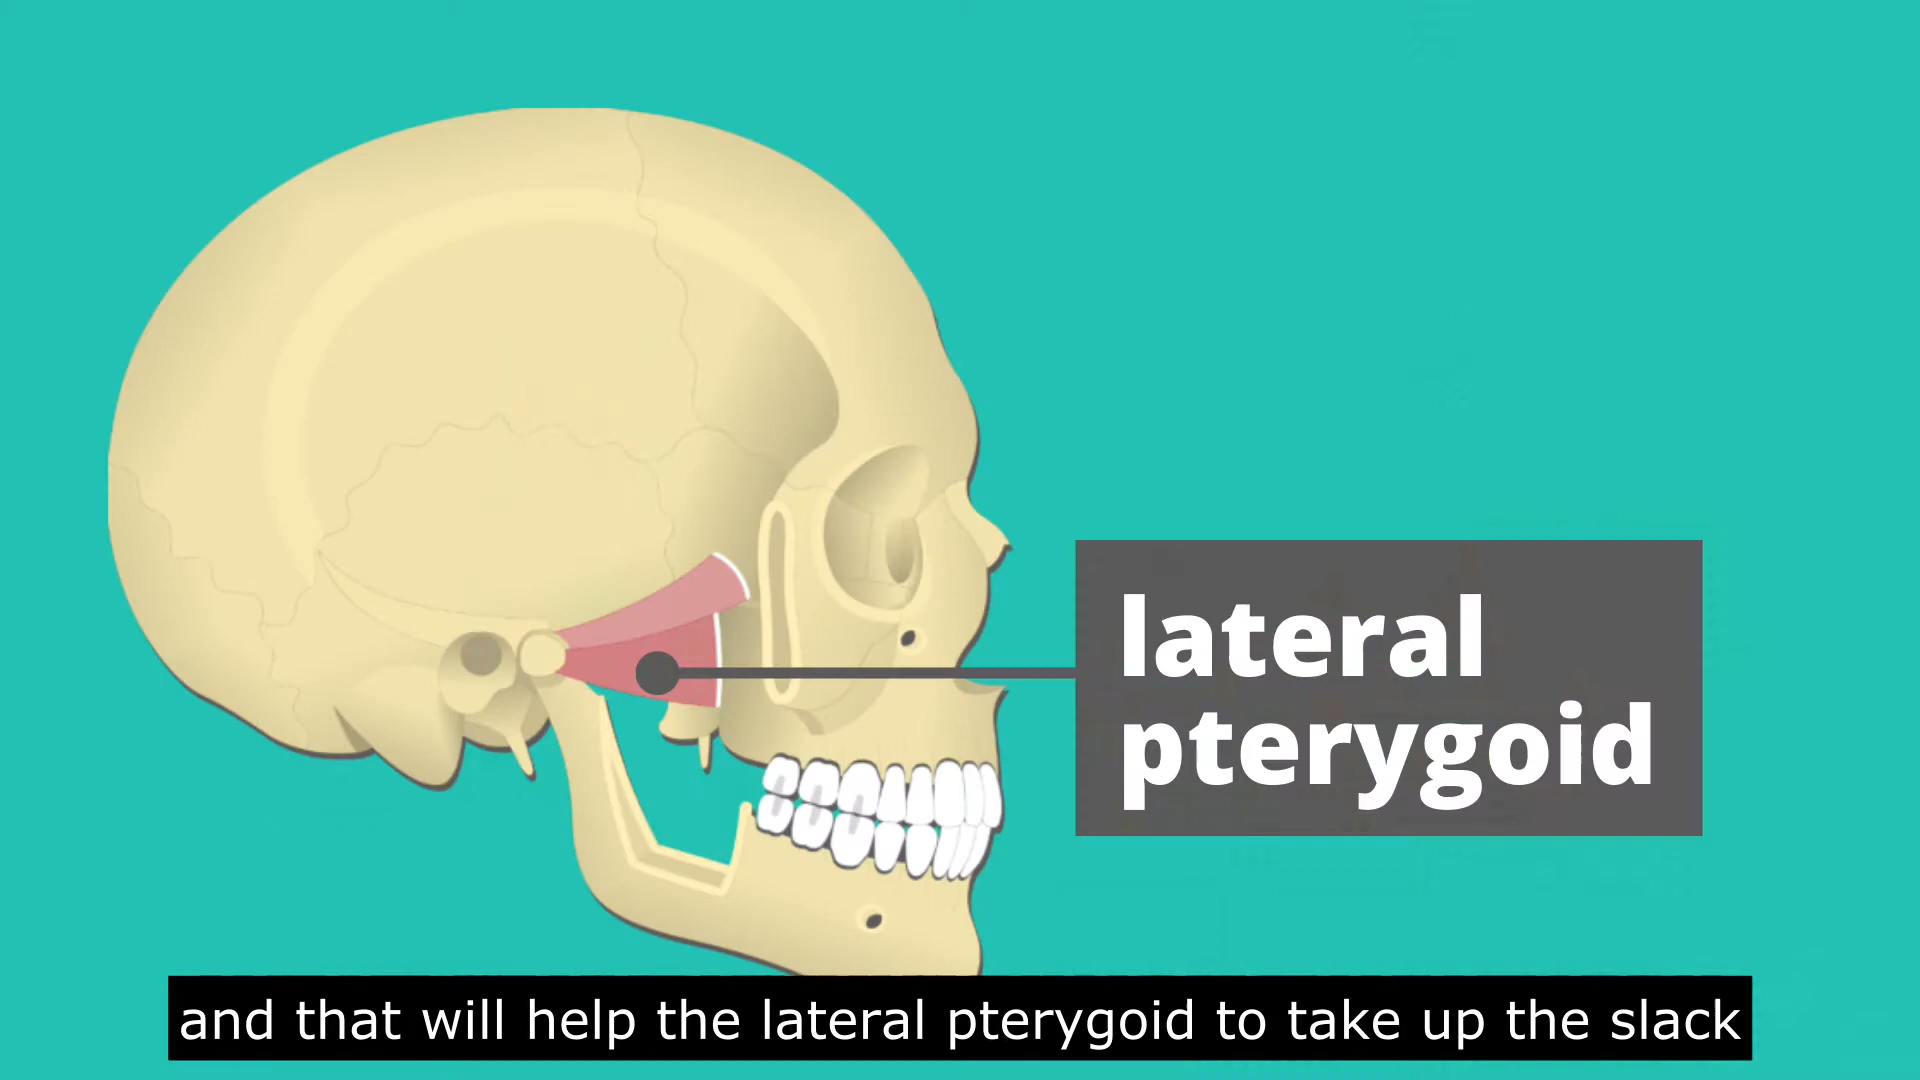 lateral
pterygoid
and that will help the lateral pterygoid to take up the slack